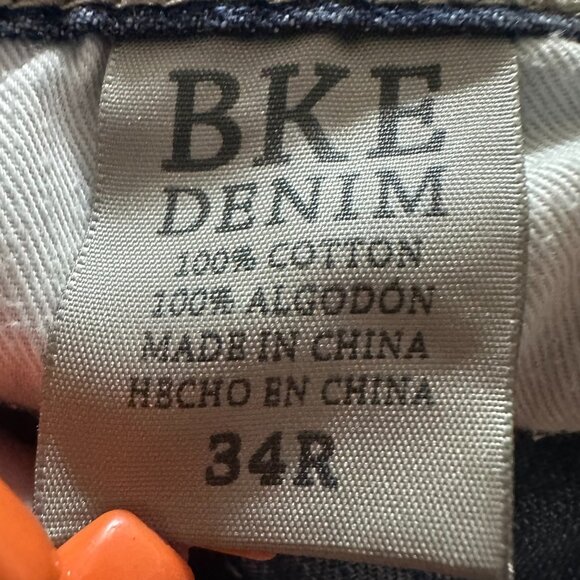 BKE
DENIM
100% COTTON
100% ALGODÓN
MADE IN CHINA
HECHO EN CHINA
34R